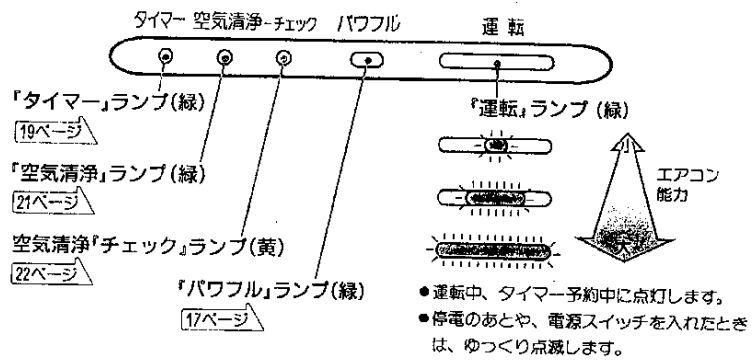 タイマー 空気清浄-チェック パワフル 運転
『タイマー』ランプ(緑)
19ページ
『空気清浄』ランプ(緑)
21ページ
空気清浄『チェック』ランプ(黄)
22ページ
『パワフル』ランプ(緑)
17ページ
『運転』ランプ(緑)
小
エアコン
能力
大
●運転中、タイマー予約中に点灯します。
●停電のあとや、電源スイッチを入れたとき
は、ゆっくり点滅します。